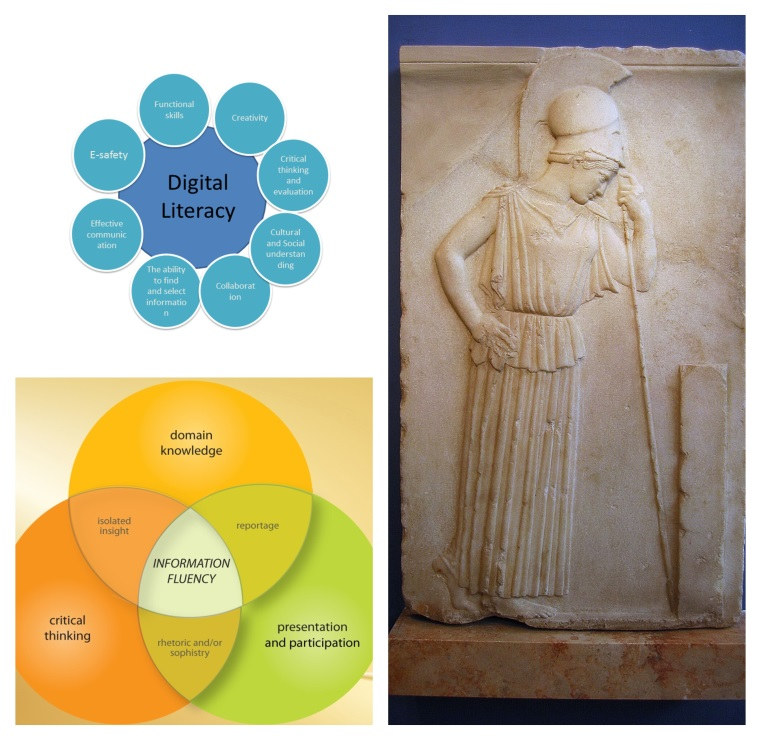 Functional
skills
Creativity
Critical
thinking
and
evaluation
Cultural
and Social
understan
ding
Collaborat
ion
The ability
to find
and select
informatio
n
Effective
communic
ation
E-safety
Digital
Literacy
domain
knowledge
isolated
insight
reportage
INFORMATION
FLUENCY
critical
thinking
presentation
and participation
rhetoric and/or
sophistry